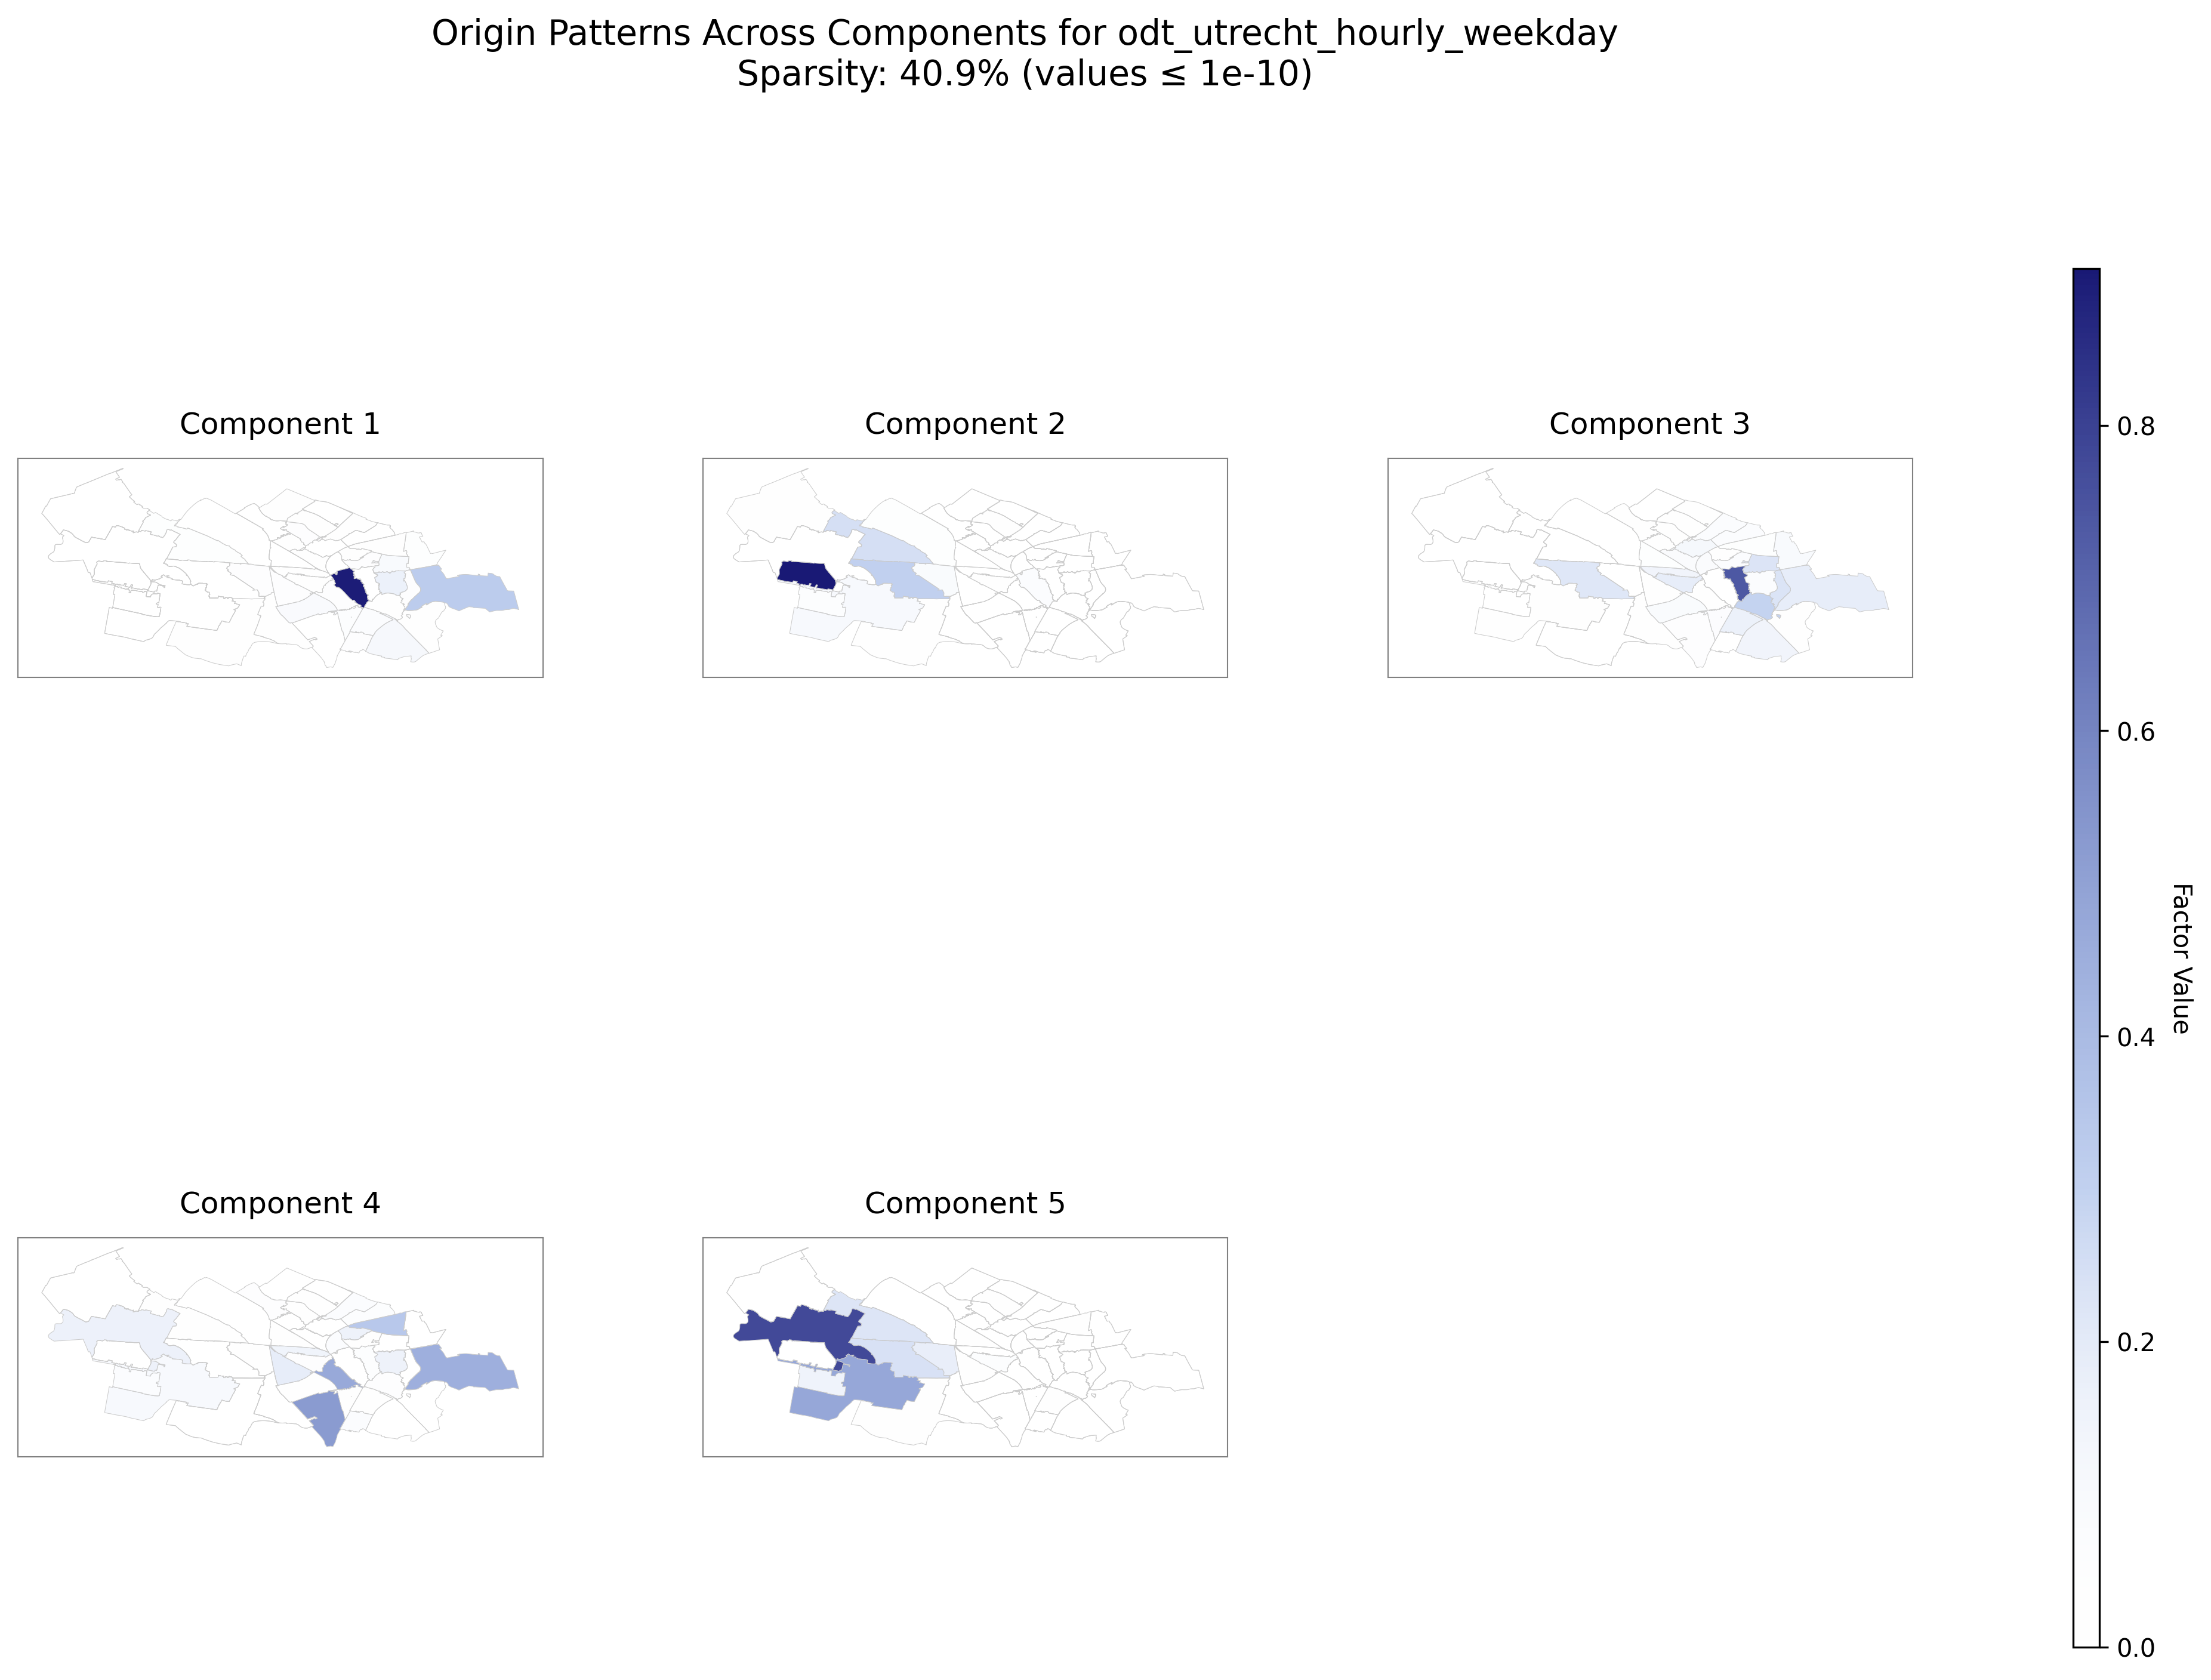 Origin Patterns Across Components for odt_utrecht_hourly_weekday
Sparsity: 40.9% (values ≤ 1e-10)
Component 1
Component 2
Component 3
Component 4
Component 5
0.8
0.6
0.4
0.2
0.0
Factor Value